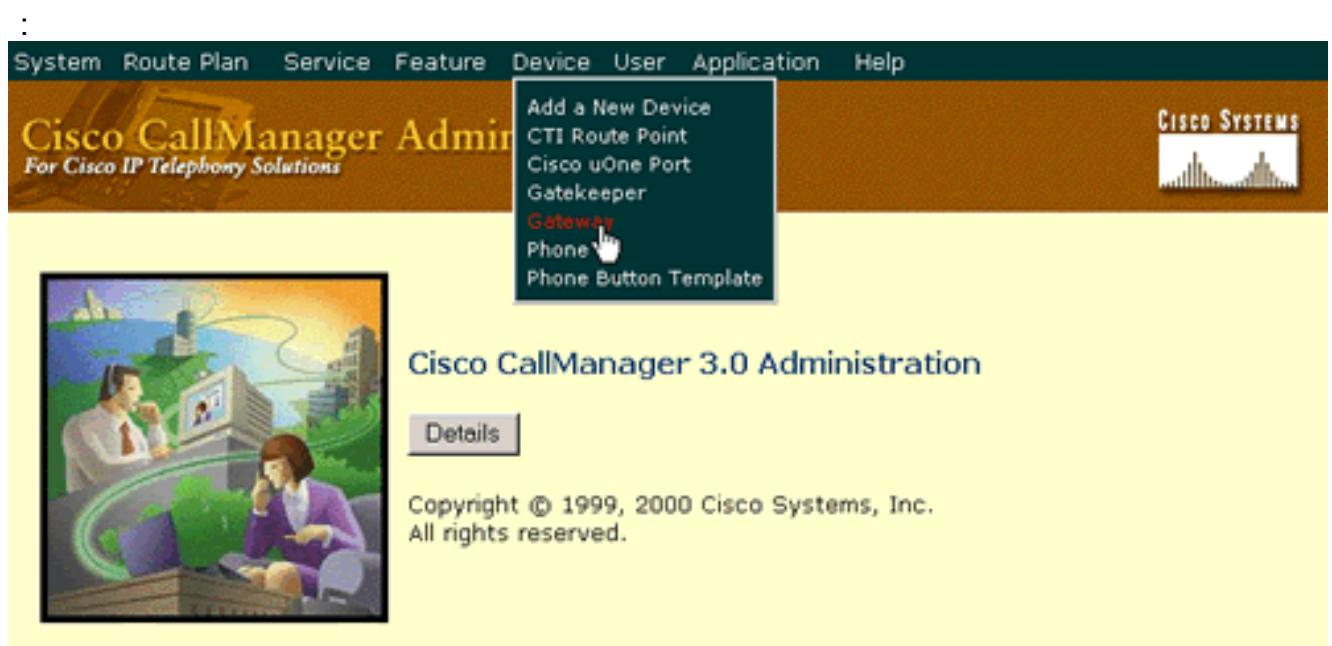 :
System Route Plan Service Feature Device User Application Help
Cisco CallManager Admin
For Cisco IP Telephony Solutions
Add a New Device
CTI Route Point
Cisco uOne Port
Gatekeeper
Gateway
Phone
Phone Button Template
CISCO SYSTEMS
Cisco CallManager 3.0 Administration
Details
Copyright © 1999, 2000 Cisco Systems, Inc.
All rights reserved.